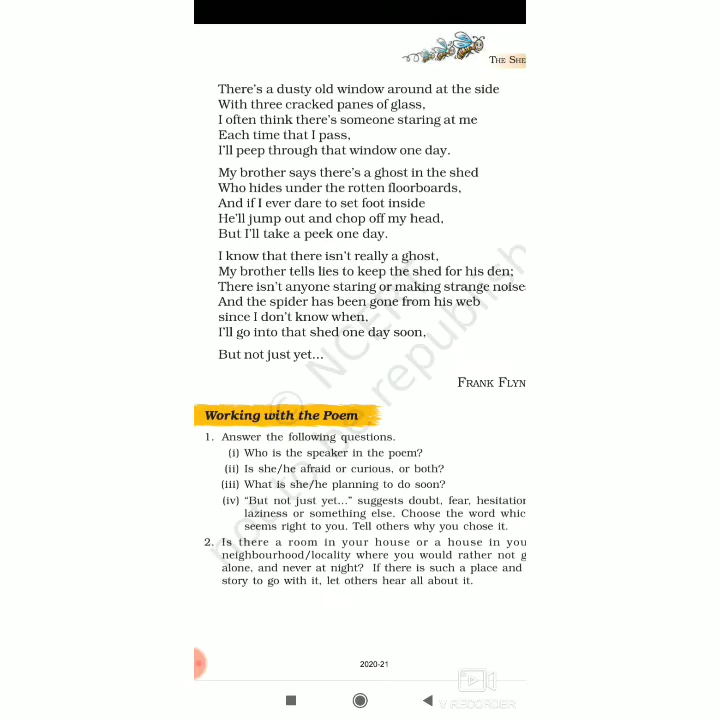 THE SHE
There's a dusty old window around at the side
With three cracked panes of glass,
I often think there's someone staring at me
Each time that I pass,
I'll peep through that window one day.
My brother says there's a ghost in the shed
Who hides under the rotten floorboards,
And if I ever dare to set foot inside
He'll jump out and chop off my head,
But I'll take a peek one day.
I know that there isn't really a ghost,
My brother tells lies to keep the shed for his den;
There isn't anyone staring or making strange noise
And the spider has been gone from his web
since I don't know when,
I'll go into that shed one day soon,
But not just yet...
FRANK FLYN
Working with the Poem
1. Answer the following questions.
(i) Who is the speaker in the poem?
(ii) Is she/he afraid or curious, or both?
(iii) What is she/he planning to do soon?
(iv) “But not just yet...” suggests doubt, fear, hesitation
laziness or something else. Choose the word whic
seems right to you. Tell others why you chose it.
2. Is there a room in your house or a house in you
neighbourhood/locality where you would rather not g
alone, and never at night? If there is such a place and
story to go with it, let others hear all about it.
© NCERT
not to be republish
2020-21
V RECORDER